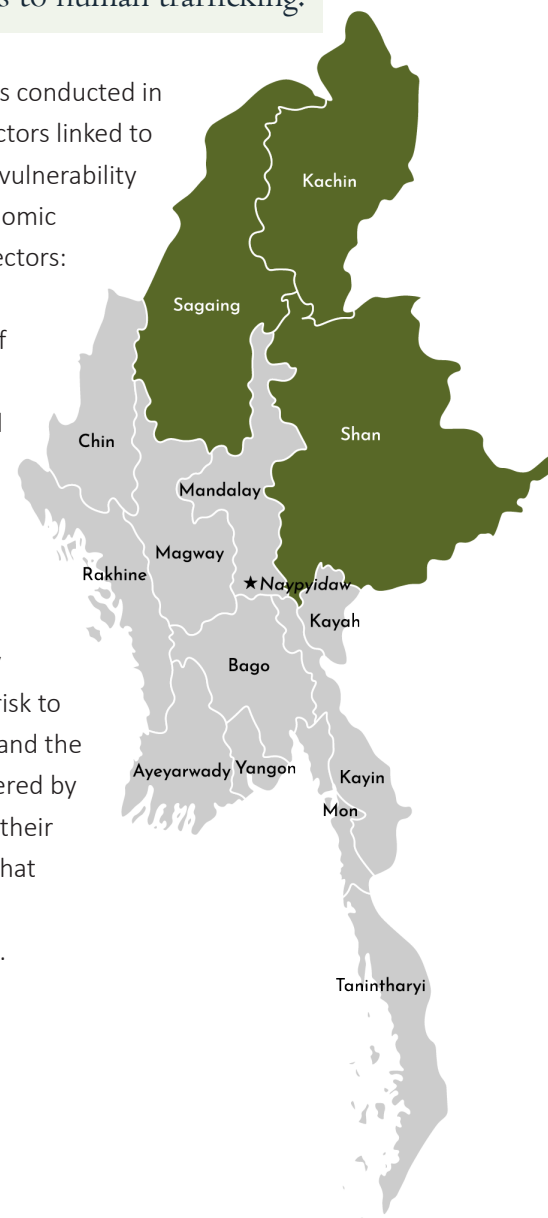 s to human trafficking.
s conducted in
ctors linked to
vulnerability
omic
ectors:
f
risk to
and the
ered by
their
hat
.
Kachin
Sagaing
Shan
Chin
Mandalay
Magway
Rakhine
★Naypyidaw
Kayah
Bago
Ayeyarwady
Yangon
Kayin
Mon
Tanintharyi